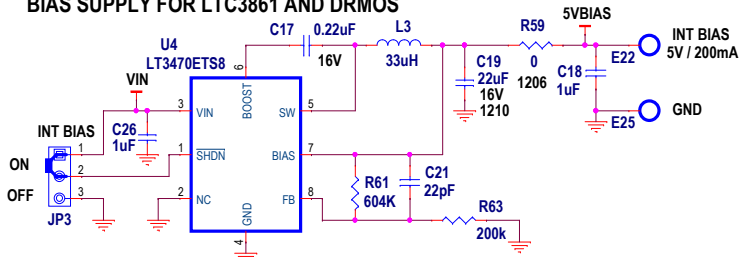 BIAS SUPPLY FOR LTC3861 AND DRMOS
U4
LT3470ETS8
C17
0.22uF
16V
L3
33uH
R59
0
1206
5VBIAS
INT BIAS
5V / 200mA
E22
C19
22uF
16V
1210
C18
1uF
GND
E25
VIN
C26
1uF
INT BIAS
ON
OFF
JP3
1
2
3
3
VIN
1
SHDN
2
NC
6
BOOST
5
SW
7
BIAS
8
FB
GND
4
R61
604K
C21
22pF
R63
200k